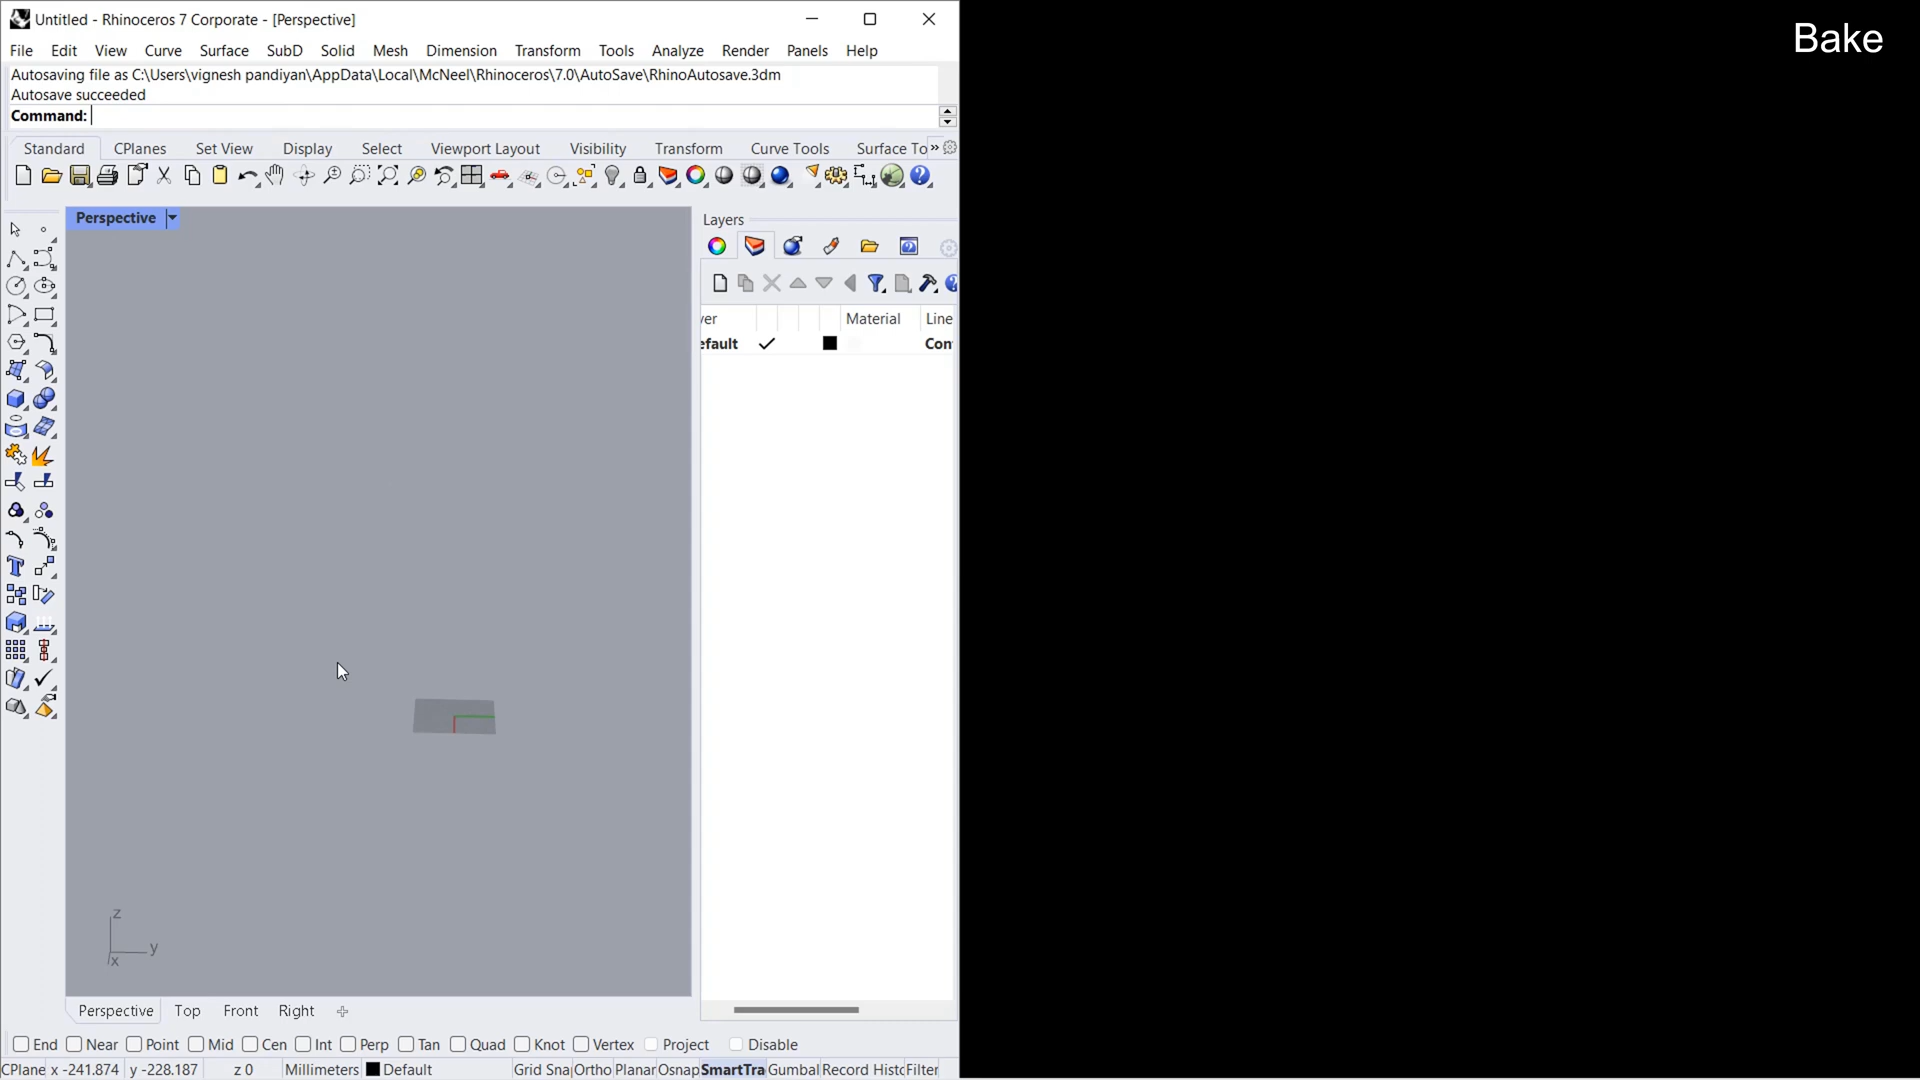 Untitled - Rhinoceros 7 Corporate - [Perspective]
Bake
File Edit View Curve Surface SubD Solid Mesh Dimension Transform Tools Analyze Render Panels Help
Autosaving file as C:\Users\vignesh pandiyan\AppData\Local\McNeel\Rhinoceros\7.0\AutoSave\RhinoAutosave.3dm
Autosave succeeded
Command:
Standard CPlanes Set View Display Select Viewport Layout Visibility Transform Curve Tools Surface To »
Perspective
Layers
yer Material Line
efault Con
z
y
x
Perspective Top Front Right
End Near Point Mid Cen Int Perp Tan Quad Knot Vertex Project Disable
CPlane x -241.874 y -228.187 z 0 Millimeters Default Grid Sna Ortho Planar Osnap SmartTra Gumbal Record Histo Filter